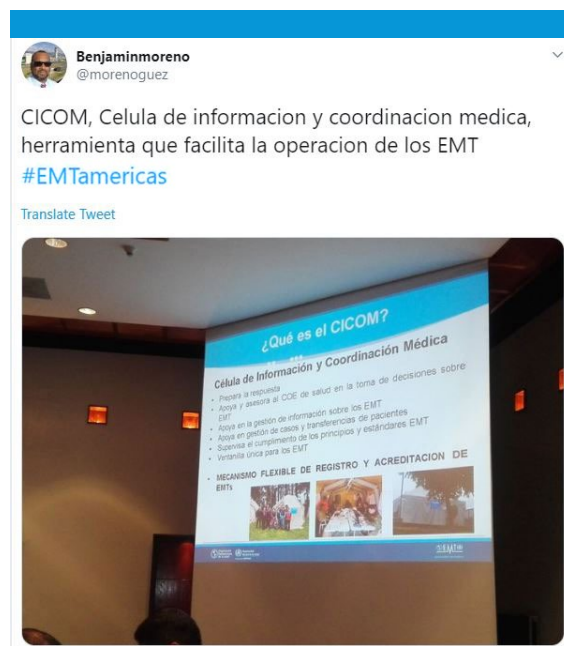 Benjaminmoreno
@morenoguez
CICOM, Celula de informacion y coordinacion medica,
herramienta que facilita la operacion de los EMT
#EMTamericas
Translate Tweet
¿Qué es el CICOM?
Célula de Información y Coordinación Médica
• Prepara la respuesta
• Apoya y asesora al COE de salud en la toma de decisiones sobre
EMT
• Apoya en la gestión de información sobre los EMT
• Apoya en gestión de casos y transferencias de pacientes
• Supervisa el cumplimiento de los principios y estándares EMT
• Ventanilla única para los EMT
• MECANISMO FLEXIBLE DE REGISTRO Y ACREDITACION DE
EMTs